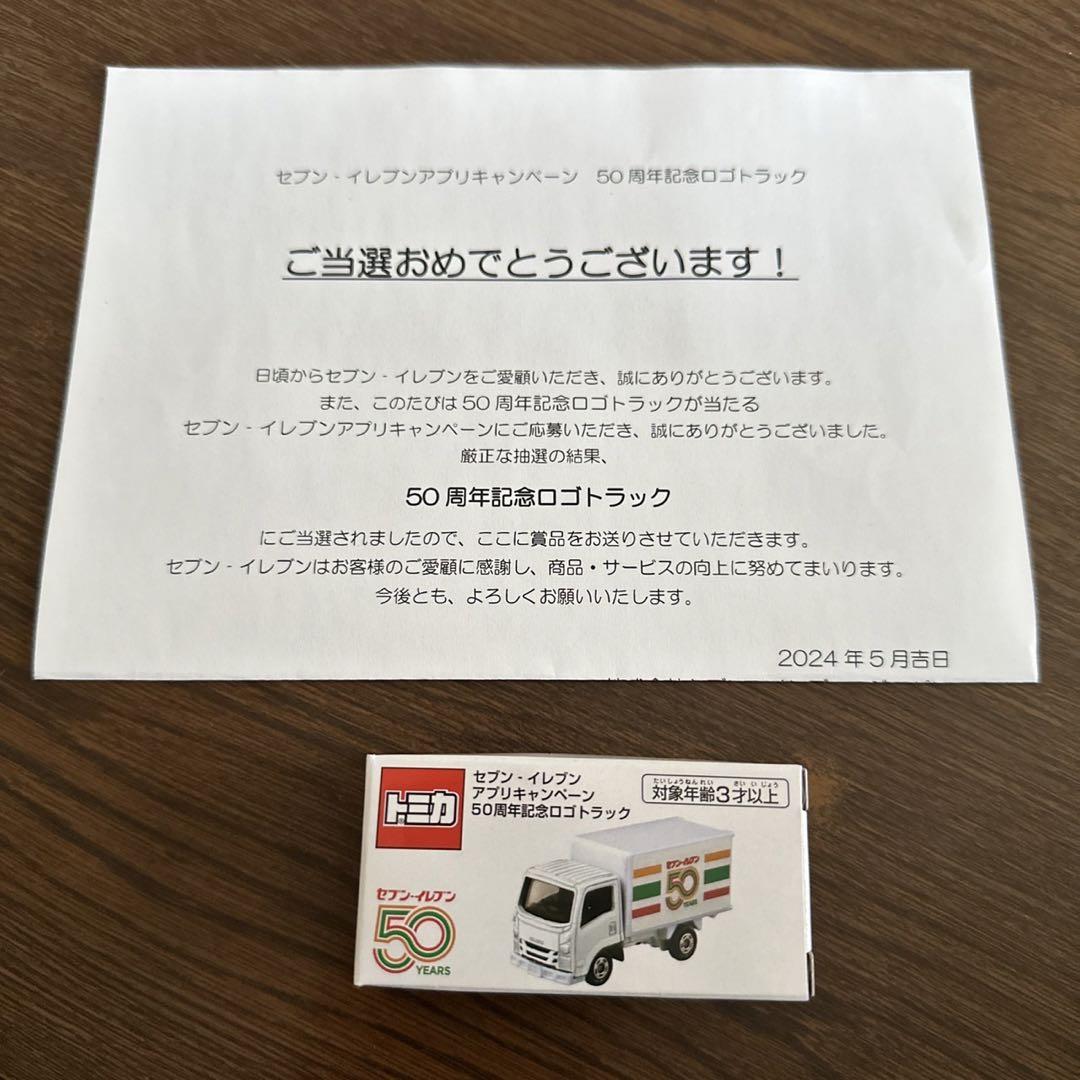 セブン‐イレブンアプリキャンペーン　50周年記念ロゴトラック
ご当選おめでとうございます！
日頃からセブン‐イレブンをご愛顧いただき、誠にありがとうございます。
また、このたびは50周年記念ロゴトラックが当たる
セブン‐イレブンアプリキャンペーンにご応募いただき、誠にありがとうございました。
厳正な抽選の結果、
50周年記念ロゴトラック
にご当選されましたので、ここに賞品をお送りさせていただきます。
セブン‐イレブンはお客様のご愛顧に感謝し、商品・サービスの向上に努めてまいります。
今後とも、よろしくお願いいたします。
2024年5月吉日
トミカ
セブン‐イレブン
アプリキャンペーン
50周年記念ロゴトラック
たいしょうねんれい　さいいじょう
対象年齢3才以上
セブン‐イレブン
50
YEARS
セブン‐イレブン
50
YEARS